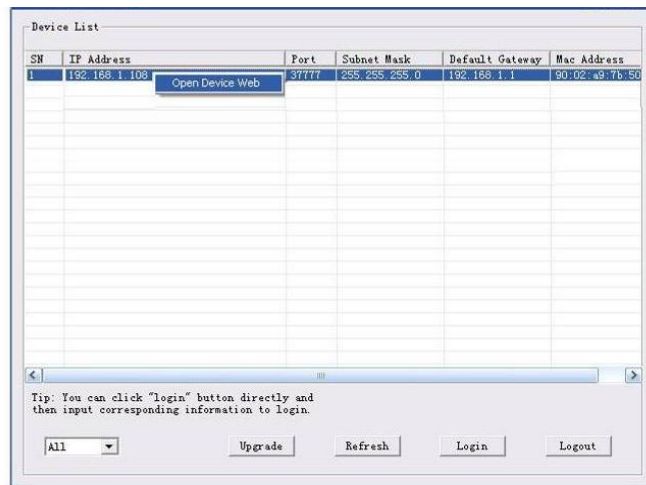 Device List
SN IP Address Port Subnet Mask Default Gateway Mac Address
1 192.168.1.108 37777 255.255.255.0 192.168.1.1 90:02:a9:7b:50
Open Device Web
Tip: You can click "login" button directly and
then input corresponding information to login.
All Upgrade Refresh Login Logout